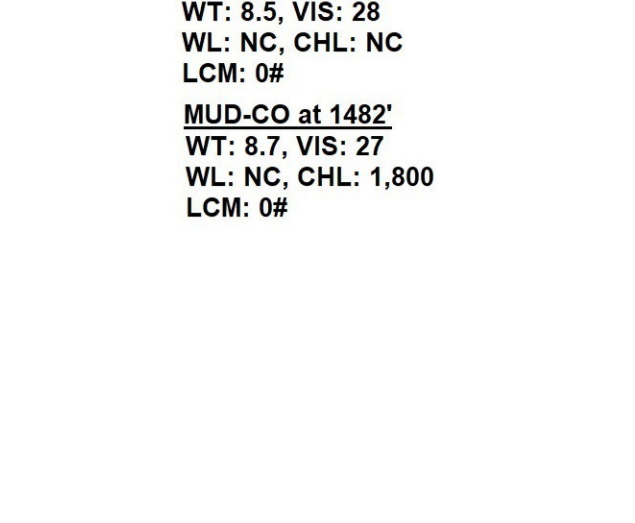 WT: 8.5, VIS: 28
WL: NC, CHL: NC
LCM: 0#
MUD-CO at 1482'
WT: 8.7, VIS: 27
WL: NC, CHL: 1,800
LCM: 0#